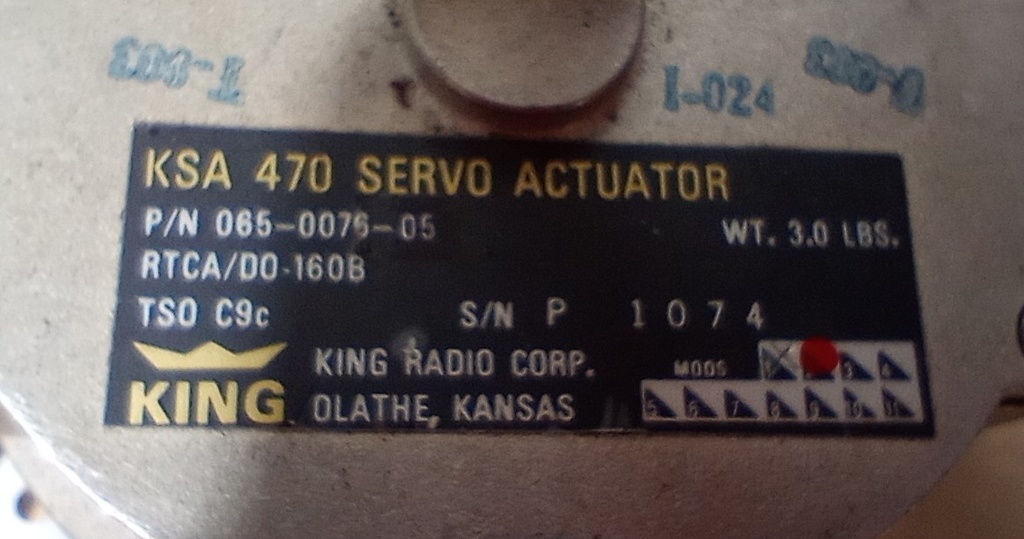 I-024
KSA 470 SERVO ACTUATOR
P/N 065-0076-05
WT. 3.0 LBS.
RTCA/DO-160B
TSO C9c
S/N P 1074
KING
KING RADIO CORP.
OLATHE, KANSAS
MODS 1 3 4
5 6 7 8 9 10 11